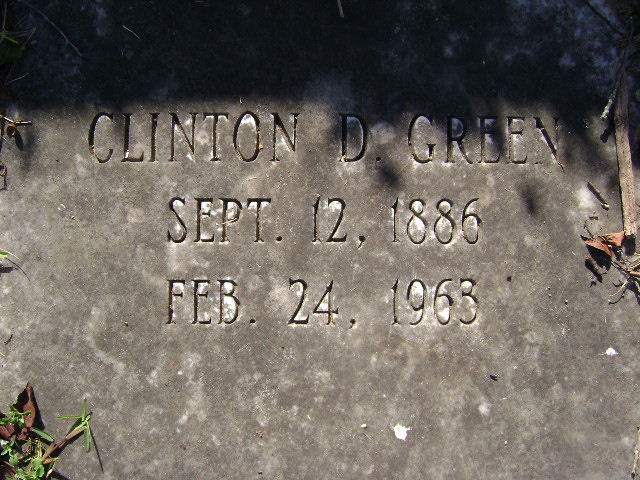 CLINTON D. GREEN
SEPT. 12, 1886
FEB. 24, 1963